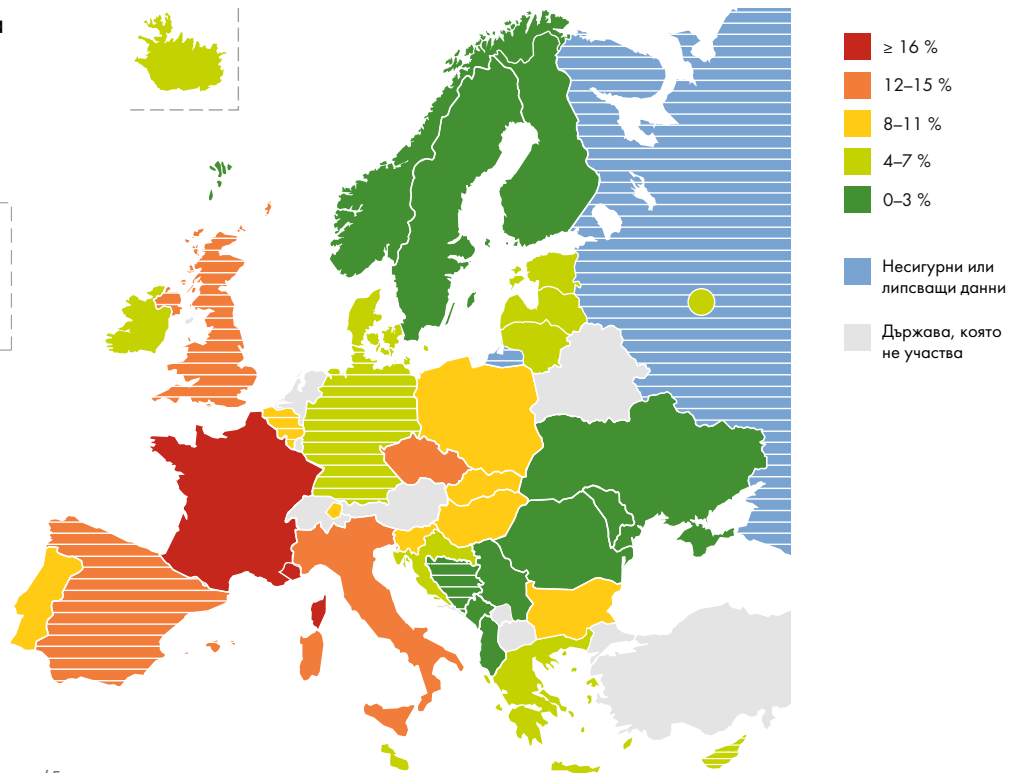 ≥ 16 %
12–15 %
8–11 %
4–7 %
0–3 %
Несигурни или
липсващи данни
Държава, която
не участва